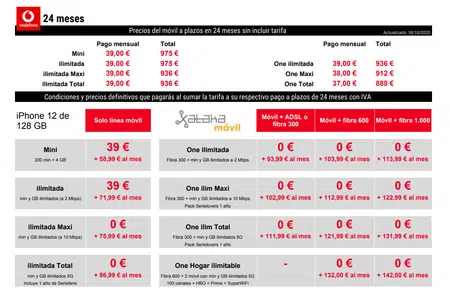 vodafone
24 meses
Precios del móvil a plazos en 24 meses sin incluir tarifa
Actualizado 16/10/2020
Pago mensual Total Pago mensual Total
Mini 39,00 € 975 €
ilimitada 39,00 € 975 € One ilimitada 39,00 € 936 €
ilimitada Maxi 39,00 € 936 € One Maxi 38,00 € 912 €
ilimitada Total 39,00 € 936 € One Total 37,00 € 888 €
Condiciones y precios definitivos que pagarás al sumar la tarifa a su respectivo pago a plazos de 24 meses con IVA
iPhone 12 de
128 GB
Solo línea móvil
Xataka
móvil
Móvil + ADSL o
fibra 300
Móvil + fibra 600
Móvil + fibra 1.000
Mini 39 € One ilimitada 0 € 0 € 0 €
200 min + 4 GB + 58,99 € al mes Fibra 300 + min y GB ilimitados a 2 Mbps) + 93,99 € al mes + 103,99 € al mes + 113,99 € al mes
ilimitada 39 € One ilim Maxi 0 € 0 € 0 €
min y GB ilimitados (a 2 Mbps) + 71,99 € al mes Fibra 300 + min y GB ilimitados (a 10 Mbps) + 102,99 € al mes + 112,99 € al mes + 122,99 € al mes
Pack Serielovers 1 año
ilimitada Maxi 0 € One ilim Total 0 € 0 € 0 €
min y GB ilimitados (a 10 Mbps) + 75,99 € al mes Fibra 300 + min y GB ilimitados 5G + 111,99 € al mes + 121,99 € al mes + 131,99 € al mes
Pack Serielovers 1 año
ilimitada Total 0 € One Hogar ilimitable - 0 € 0 €
min y GB ilimitados 5G + 86,99 € al mes Fibra 600 + 2 móvil con min y GB ilimitados 5G + 132,00 € al mes + 142,00 € al mes
Incluye 1 año de Serielfans 100 canales + HBO + Prime + SuperWiFi